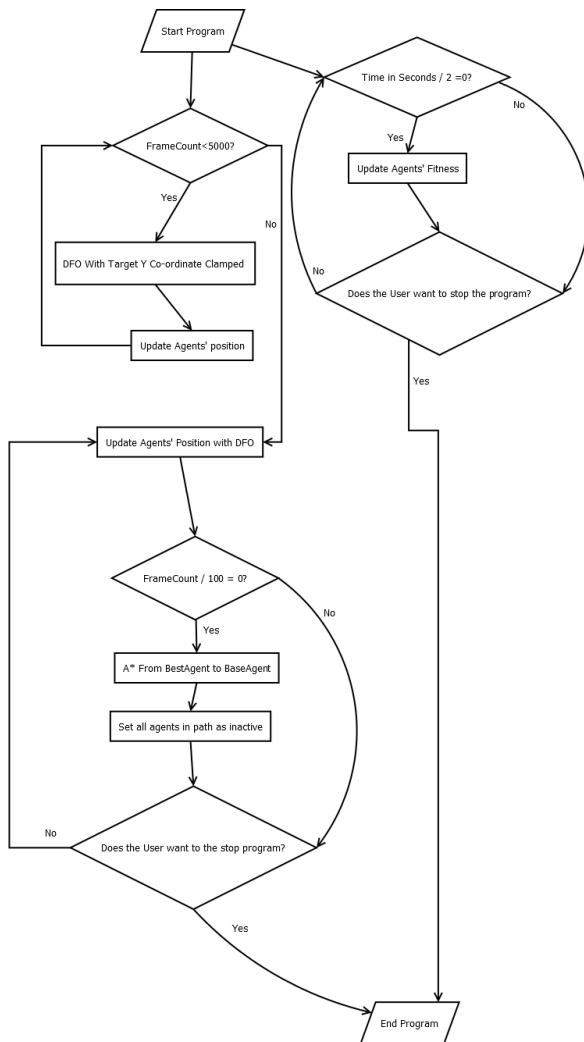 Start Program
Time in Seconds / 2 =0?
No
Yes
FrameCount<5000?
Update Agents' Fitness
Yes
No
DFO With Target Y Co-ordinate Clamped
No
Does the User want to stop the program?
Update Agents' position
Yes
Update Agents' Position with DFO
FrameCount / 100 = 0?
No
Yes
A* From BestAgent to BaseAgent
Set all agents in path as inactive
No
Does the User want to the stop program?
Yes
End Program